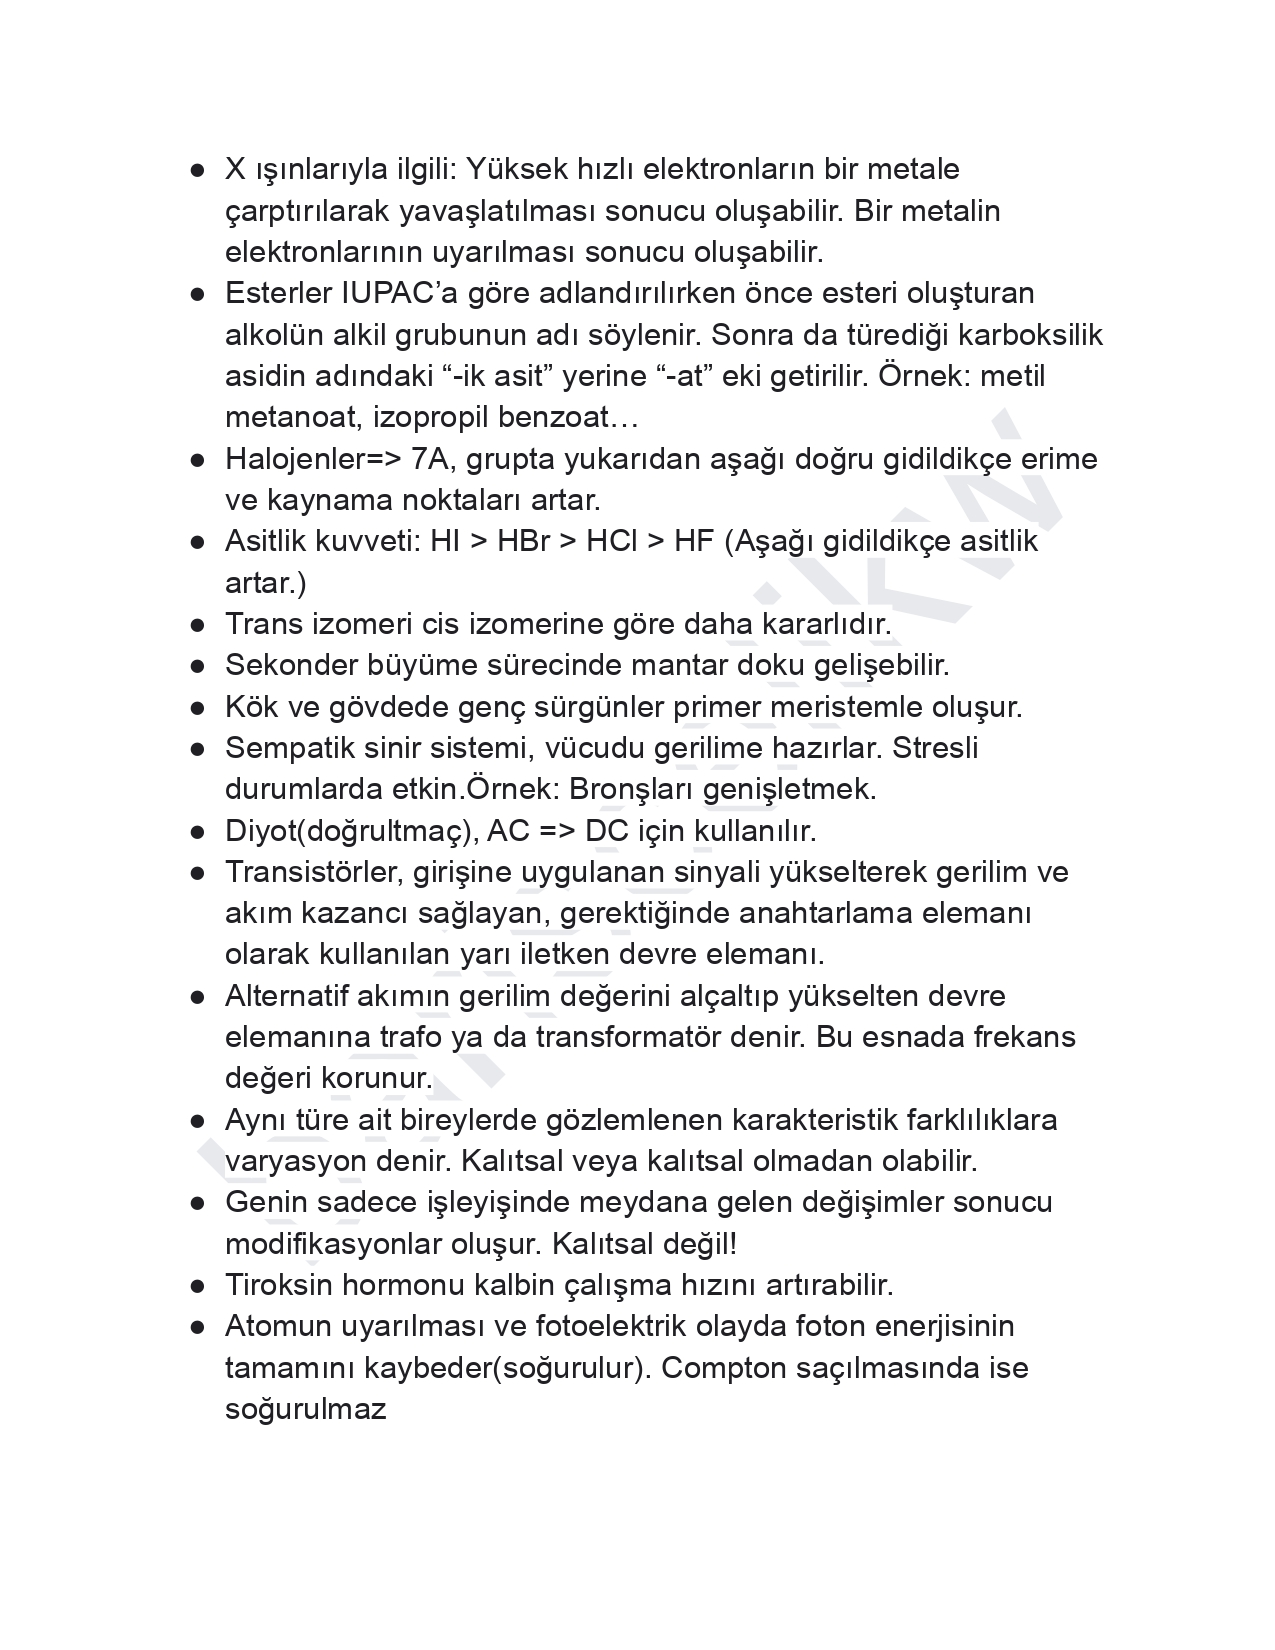 ● X ışınlarıyla ilgili: Yüksek hızlı elektronların bir metale
çarptırılarak yavaşlatılması sonucu oluşabilir. Bir metalin
elektronlarının uyarılması sonucu oluşabilir.
● Esterler IUPAC’a göre adlandırılırken önce esteri oluşturan
alkolün alkil grubunun adı söylenir. Sonra da türediği karboksilik
asidin adındaki “-ik asit” yerine “-at” eki getirilir. Örnek: metil
metanoat, izopropil benzoat…
● Halojenler=> 7A, grupta yukarıdan aşağı doğru gidildikçe erime
ve kaynama noktaları artar.
● Asitlik kuvveti: HI > HBr > HCl > HF (Aşağı gidildikçe asitlik
artar.)
● Trans izomeri cis izomerine göre daha kararlıdır.
● Sekonder büyüme sürecinde mantar doku gelişebilir.
● Kök ve gövdede genç sürgünler primer meristemle oluşur.
● Sempatik sinir sistemi, vücudu gerilime hazırlar. Stresli
durumlarda etkin.Örnek: Bronşları genişletmek.
● Diyot(doğrultmaç), AC => DC için kullanılır.
● Transistörler, girişine uygulanan sinyali yükselterek gerilim ve
akım kazancı sağlayan, gerektiğinde anahtarlama elemanı
olarak kullanılan yarı iletken devre elemanı.
● Alternatif akımın gerilim değerini alçaltıp yükselten devre
elemanına trafo ya da transformatör denir. Bu esnada frekans
değeri korunur.
● Aynı türe ait bireylerde gözlemlenen karakteristik farklılıklara
varyasyon denir. Kalıtsal veya kalıtsal olmadan olabilir.
● Genin sadece işleyişinde meydana gelen değişimler sonucu
modifikasyonlar oluşur. Kalıtsal değil!
● Tiroksin hormonu kalbin çalışma hızını artırabilir.
● Atomun uyarılması ve fotoelektrik olayda foton enerjisinin
tamamını kaybeder(soğurulur). Compton saçılmasında ise
soğurulmaz